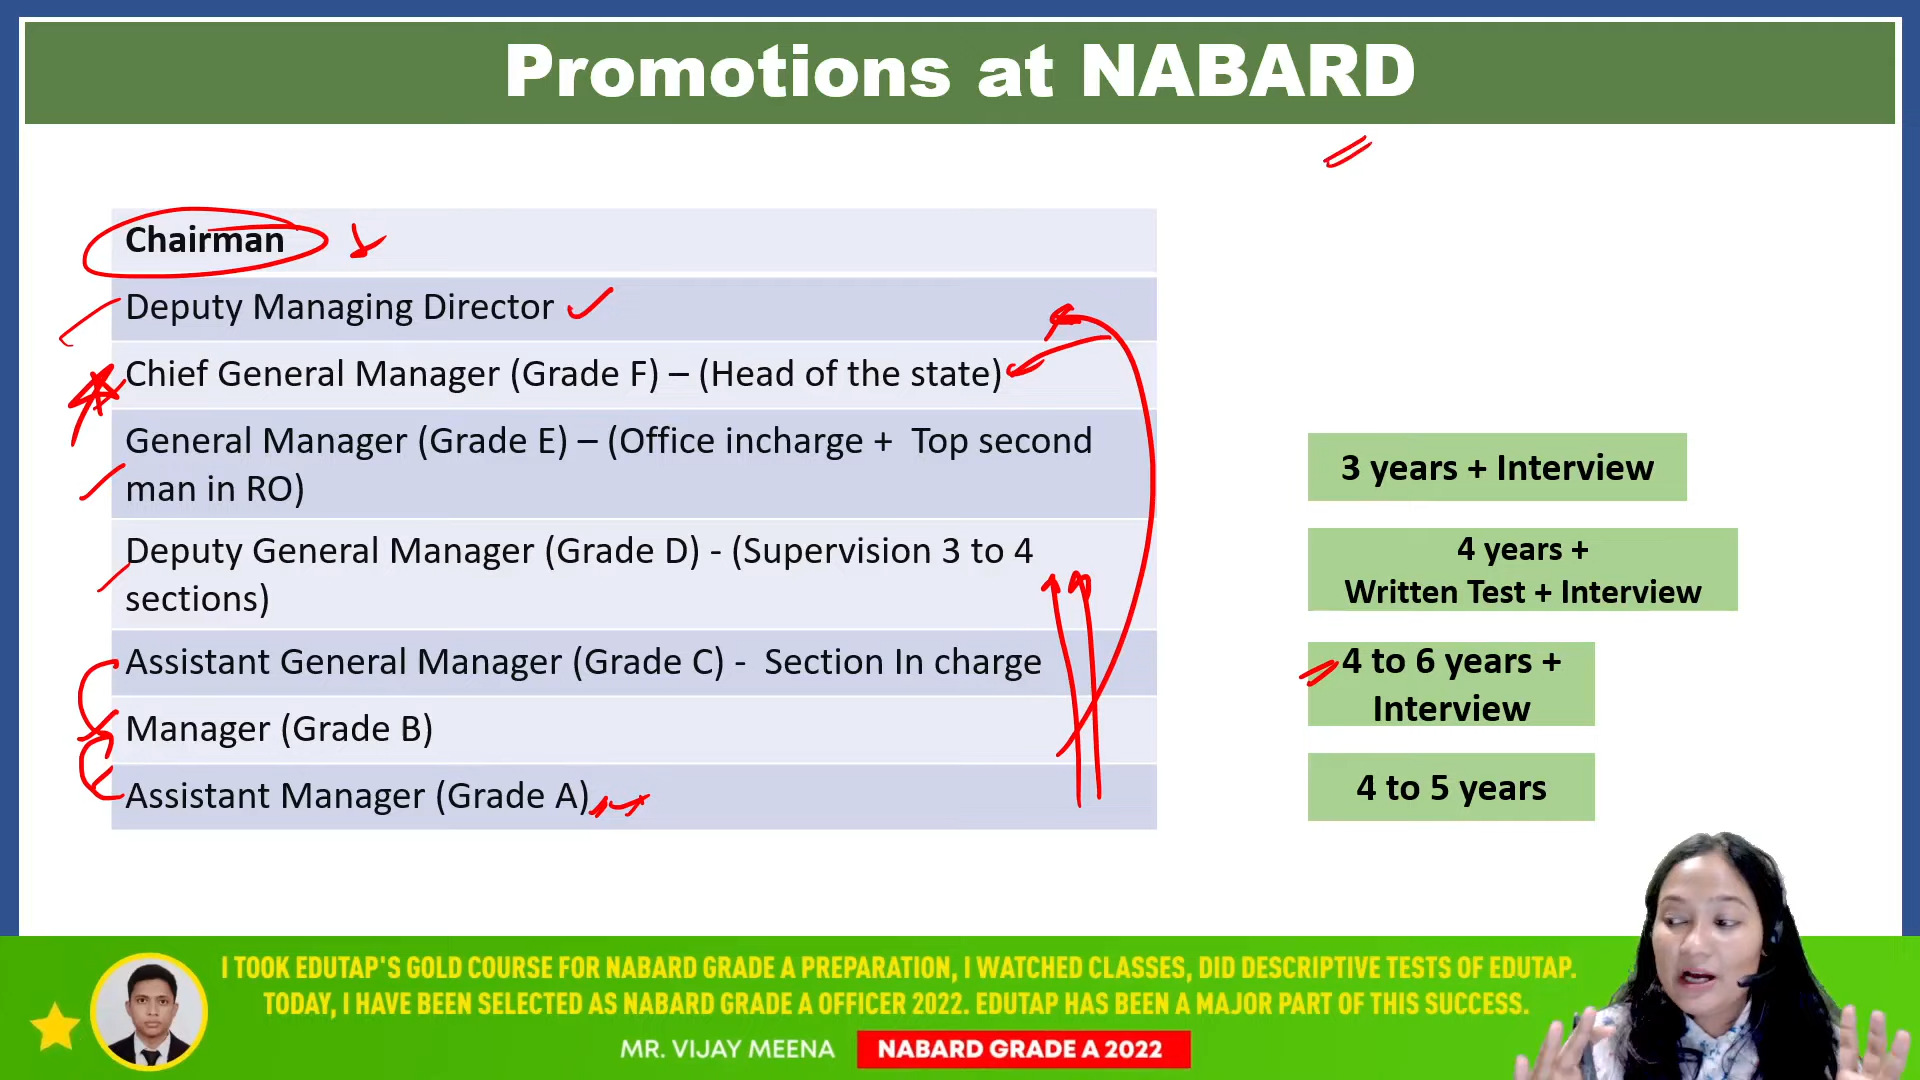 Promotions at NABARD
Chairman
Deputy Managing Director
Chief General Manager (Grade F) – (Head of the state)
General Manager (Grade E) – (Office incharge + Top second
man in RO)
Deputy General Manager (Grade D) - (Supervision 3 to 4
sections)
Assistant General Manager (Grade C) - Section In charge
Manager (Grade B)
Assistant Manager (Grade A)
3 years + Interview
4 years +
Written Test + Interview
4 to 6 years +
Interview
4 to 5 years
I TOOK EDUTAP'S GOLD COURSE FOR NABARD GRADE A PREPARATION, I WATCHED CLASSES, DID DESCRIPTIVE TESTS OF EDUTAP.
TODAY, I HAVE BEEN SELECTED AS NABARD GRADE A OFFICER 2022. EDUTAP HAS BEEN A MAJOR PART OF THIS SUCCESS.
MR. VIJAY MEENA NABARD GRADE A 2022